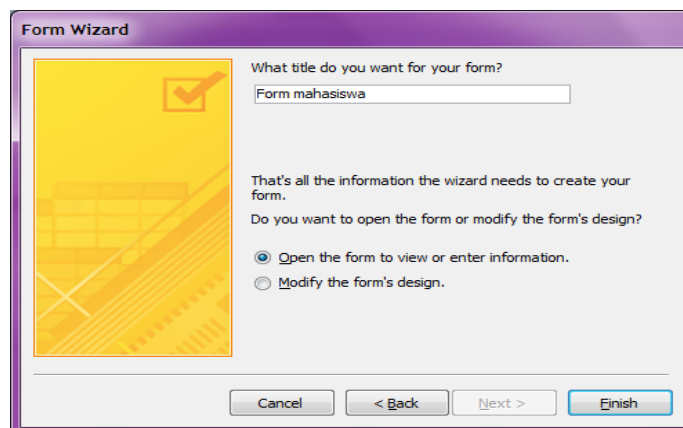 Form Wizard
What title do you want for your form?
Form mahasiswa
That's all the information the wizard needs to create your
form.
Do you want to open the form or modify the form's design?
Open the form to view or enter information.
Modify the form's design.
Cancel
< Back
Next >
Finish